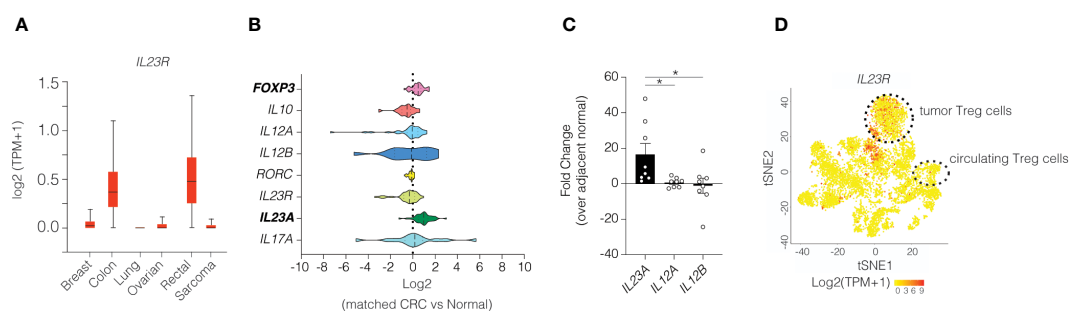 A
IL23R
log2 (TPM+1)
1.5
1.0
0.5
0.0
Breast
Colon
Lung
Ovarian
Rectal
Sarcoma
B
FOXP3
IL10
IL12A
IL12B
RORC
IL23R
IL23A
IL17A
-10 -8 -6 -4 -2 0 2 4 6 8 10
Log2
(matched CRC vs Normal)
C
Fold Change
(over adjacent normal)
60
40
20
0
-20
-40
*
*
IL23A
IL12A
IL12B
D
IL23R
tumor Treg cells
circulating Treg cells
tSNE2
40
20
0
-20
-40
-40 -20 0 20 40
tSNE1
Log2(TPM+1) 0 3 6 9